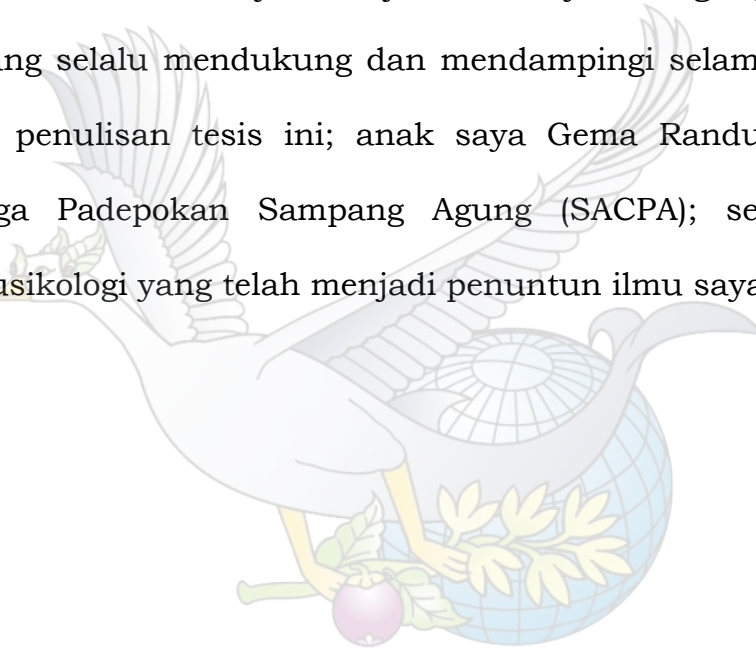 ng selalu mendukung dan mendampingi selam
penulisan tesis ini; anak saya Gema Randu
ga Padepokan Sampang Agung (SACPA); se
usikologi yang telah menjadi penuntun ilmu saya